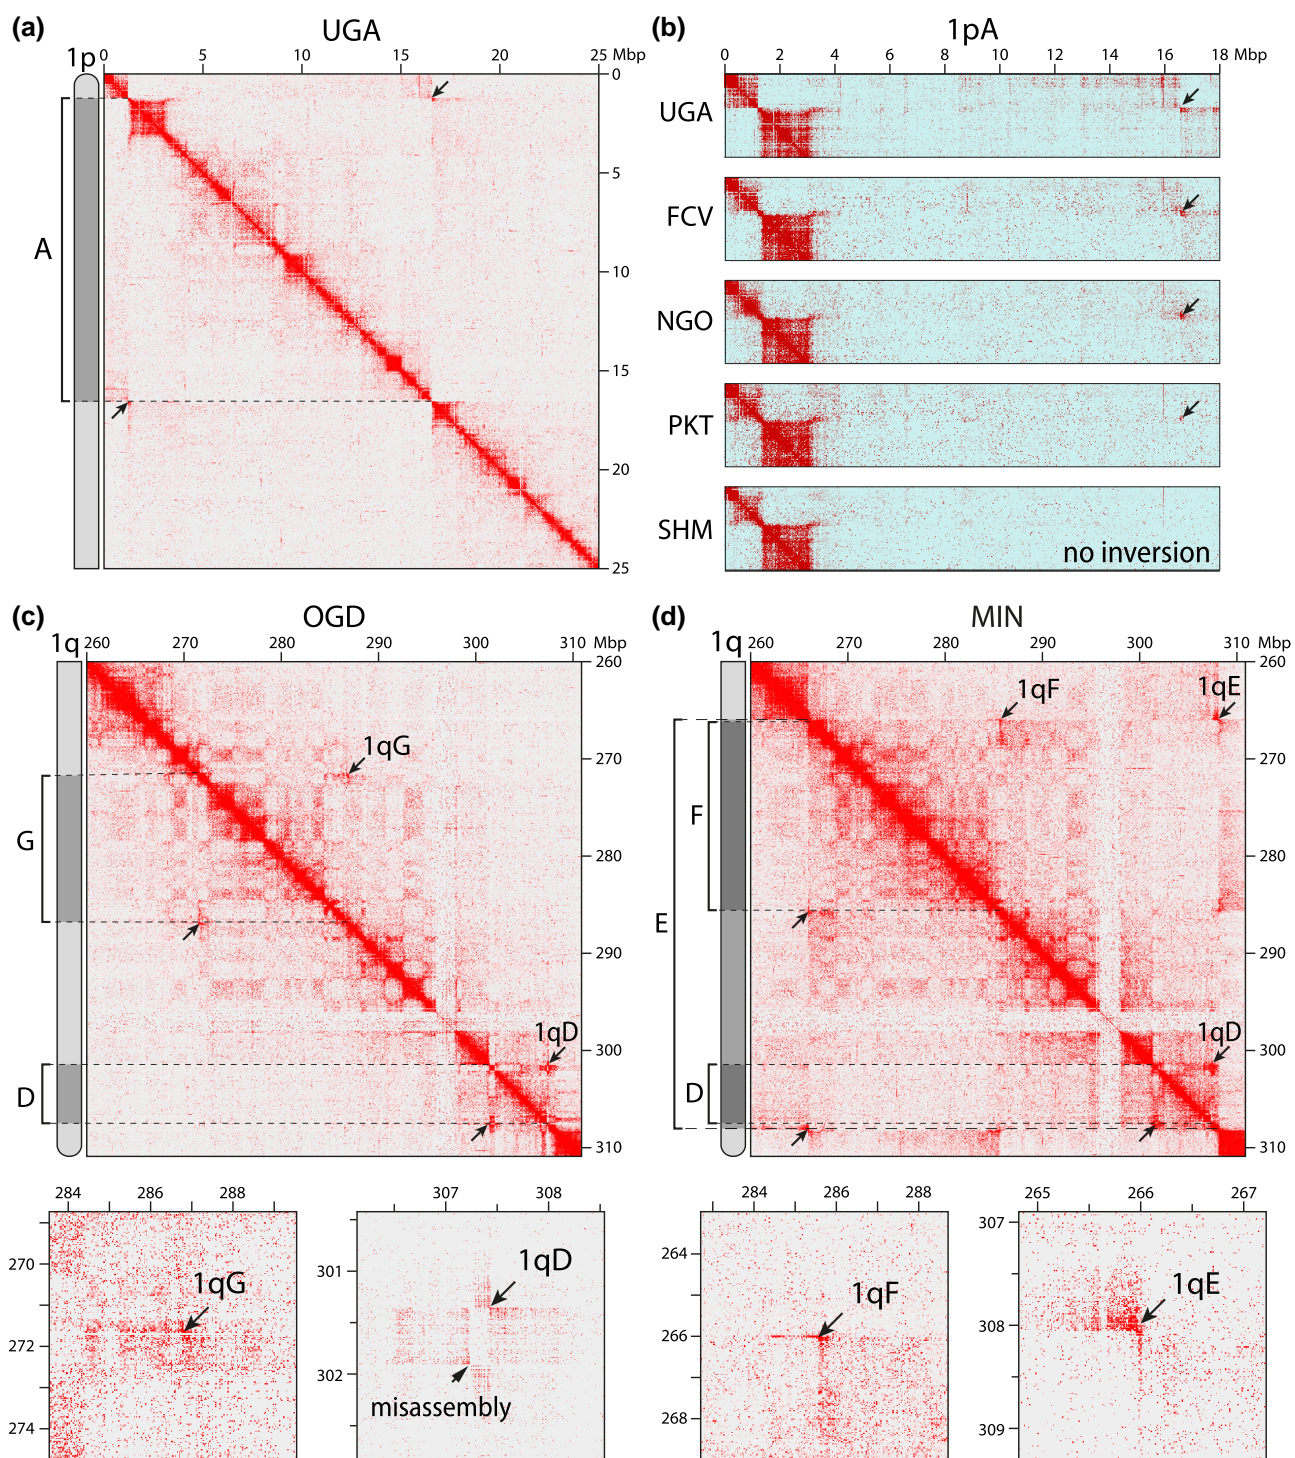 (a) UGA
1p 0 5 10 15 20 25 Mbp
0
5
10
15
20
25
A
(b) 1pA
0 2 4 6 8 10 12 14 16 18 Mbp
UGA
FCV
NGO
PKT
SHM
no inversion
(c) OGD
1q 260 270 280 290 300 310 Mbp
260
270
280
290
300
310
1qG
G
1qD
D
284 286 288
270
272
274
1qG
307 308
301
302
1qD
misassembly
(d) MIN
1q 260 270 280 290 300 310 Mbp
260
270
280
290
300
310
1qF
1qE
F
E
1qD
D
284 286 288
264
266
268
1qF
265 266 267
307
308
309
1qE